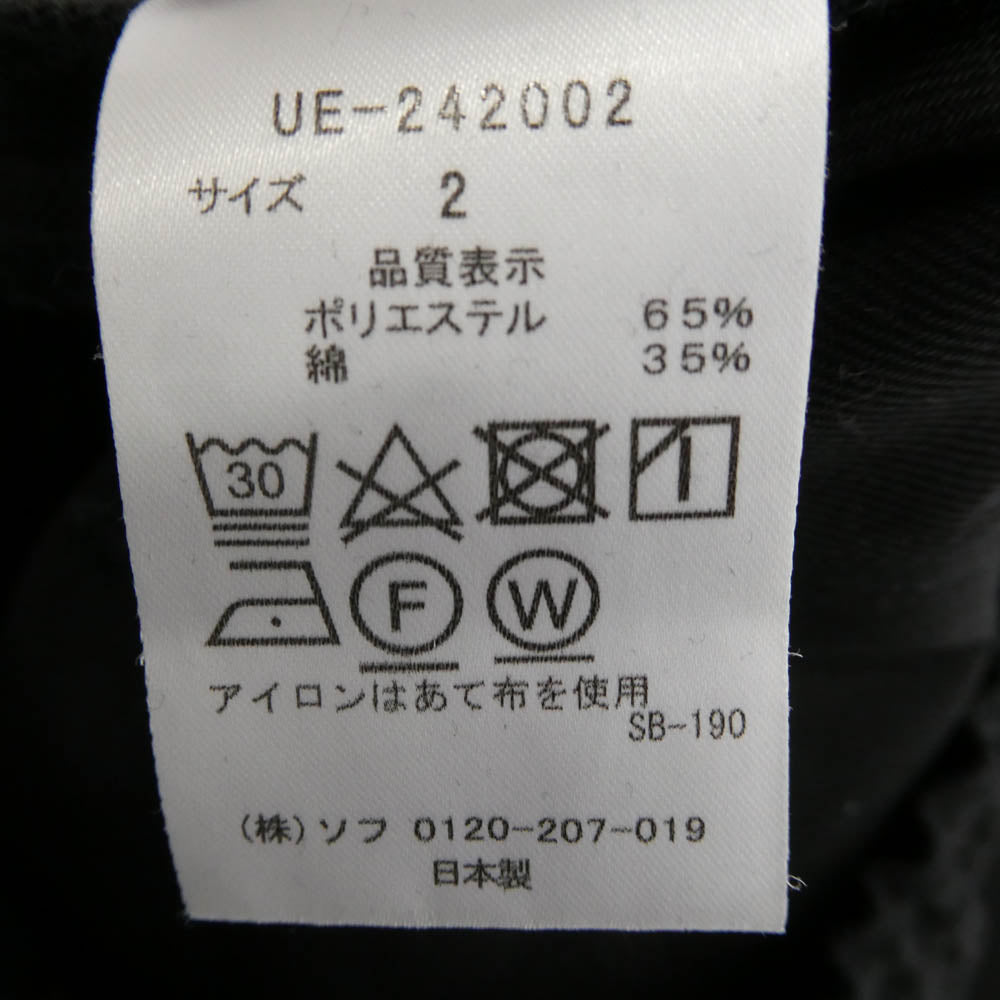 UE-242002
サイズ 2
品質表示
ポリエステル 65%
綿 35%
30
F W
アイロンはあて布を使用
SB-190
(株)ソフ 0120-207-019
日本製